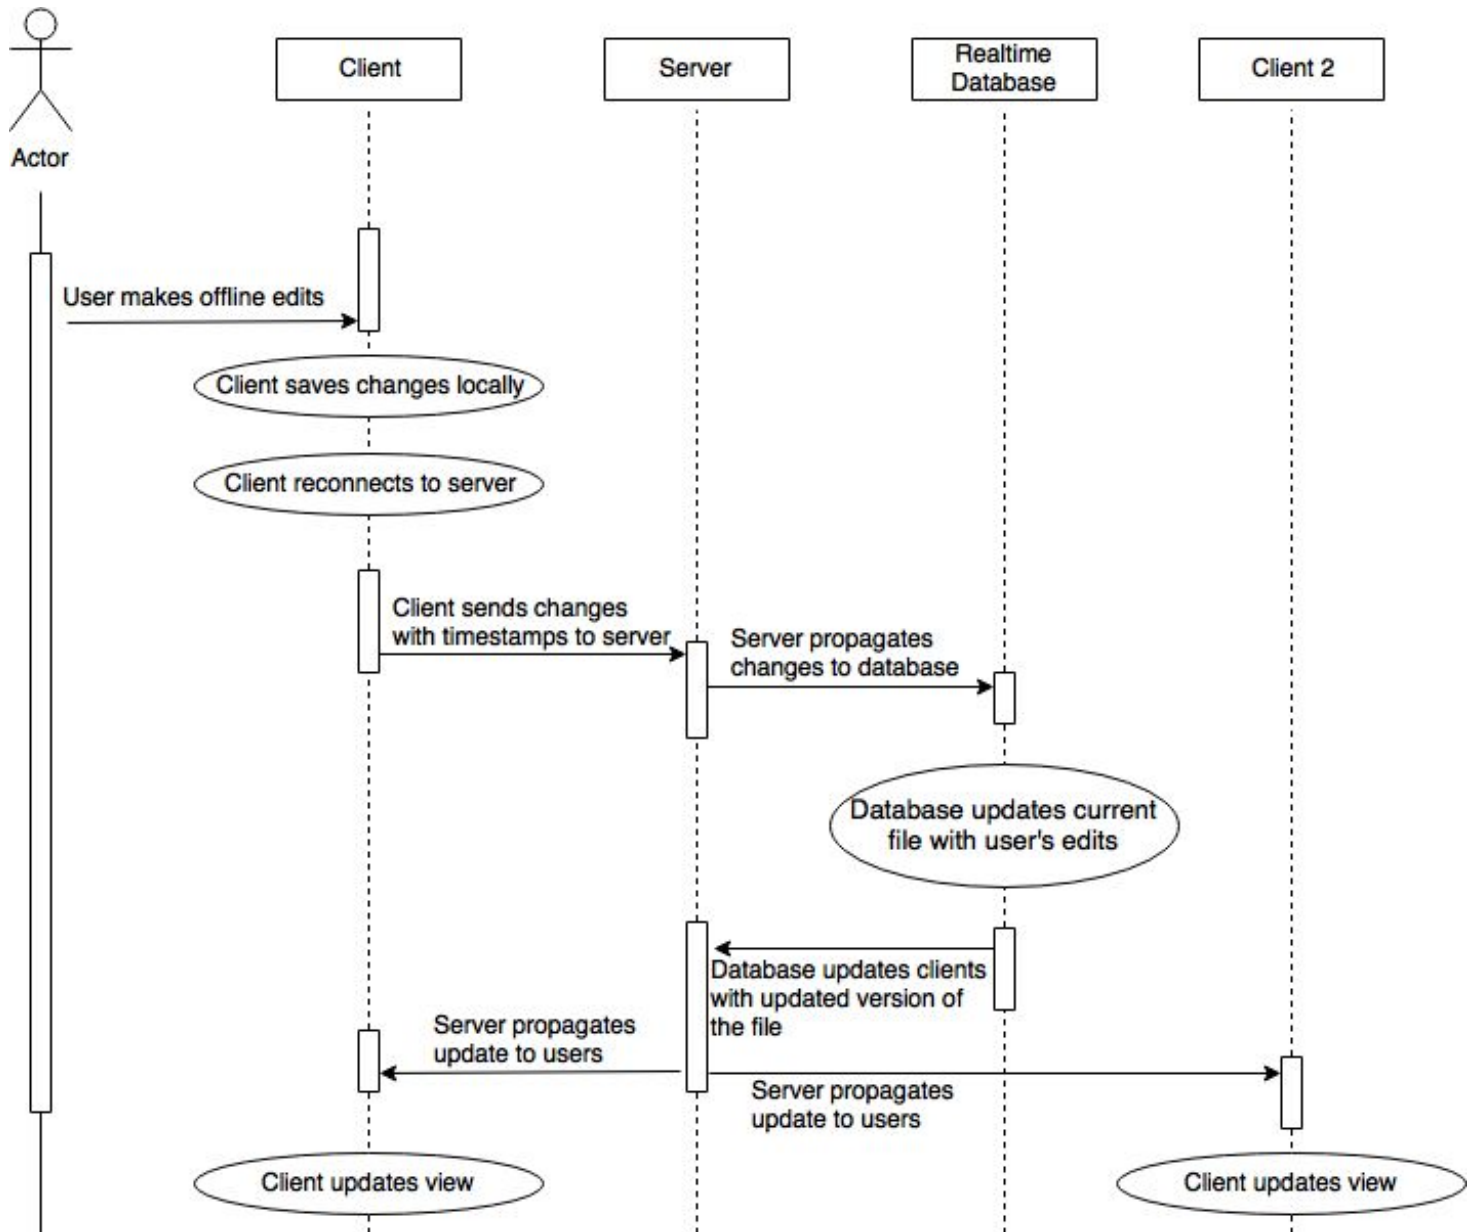 Client
Server
Realtime
Database
Client 2
Actor
User makes offline edits
Client saves changes locally
Client reconnects to server
Client sends changes
with timestamps to server
Server propagates
changes to database
Database updates current
file with user's edits
Database updates clients
with updated version of
the file
Server propagates
update to users
Server propagates
update to users
Client updates view
Client updates view